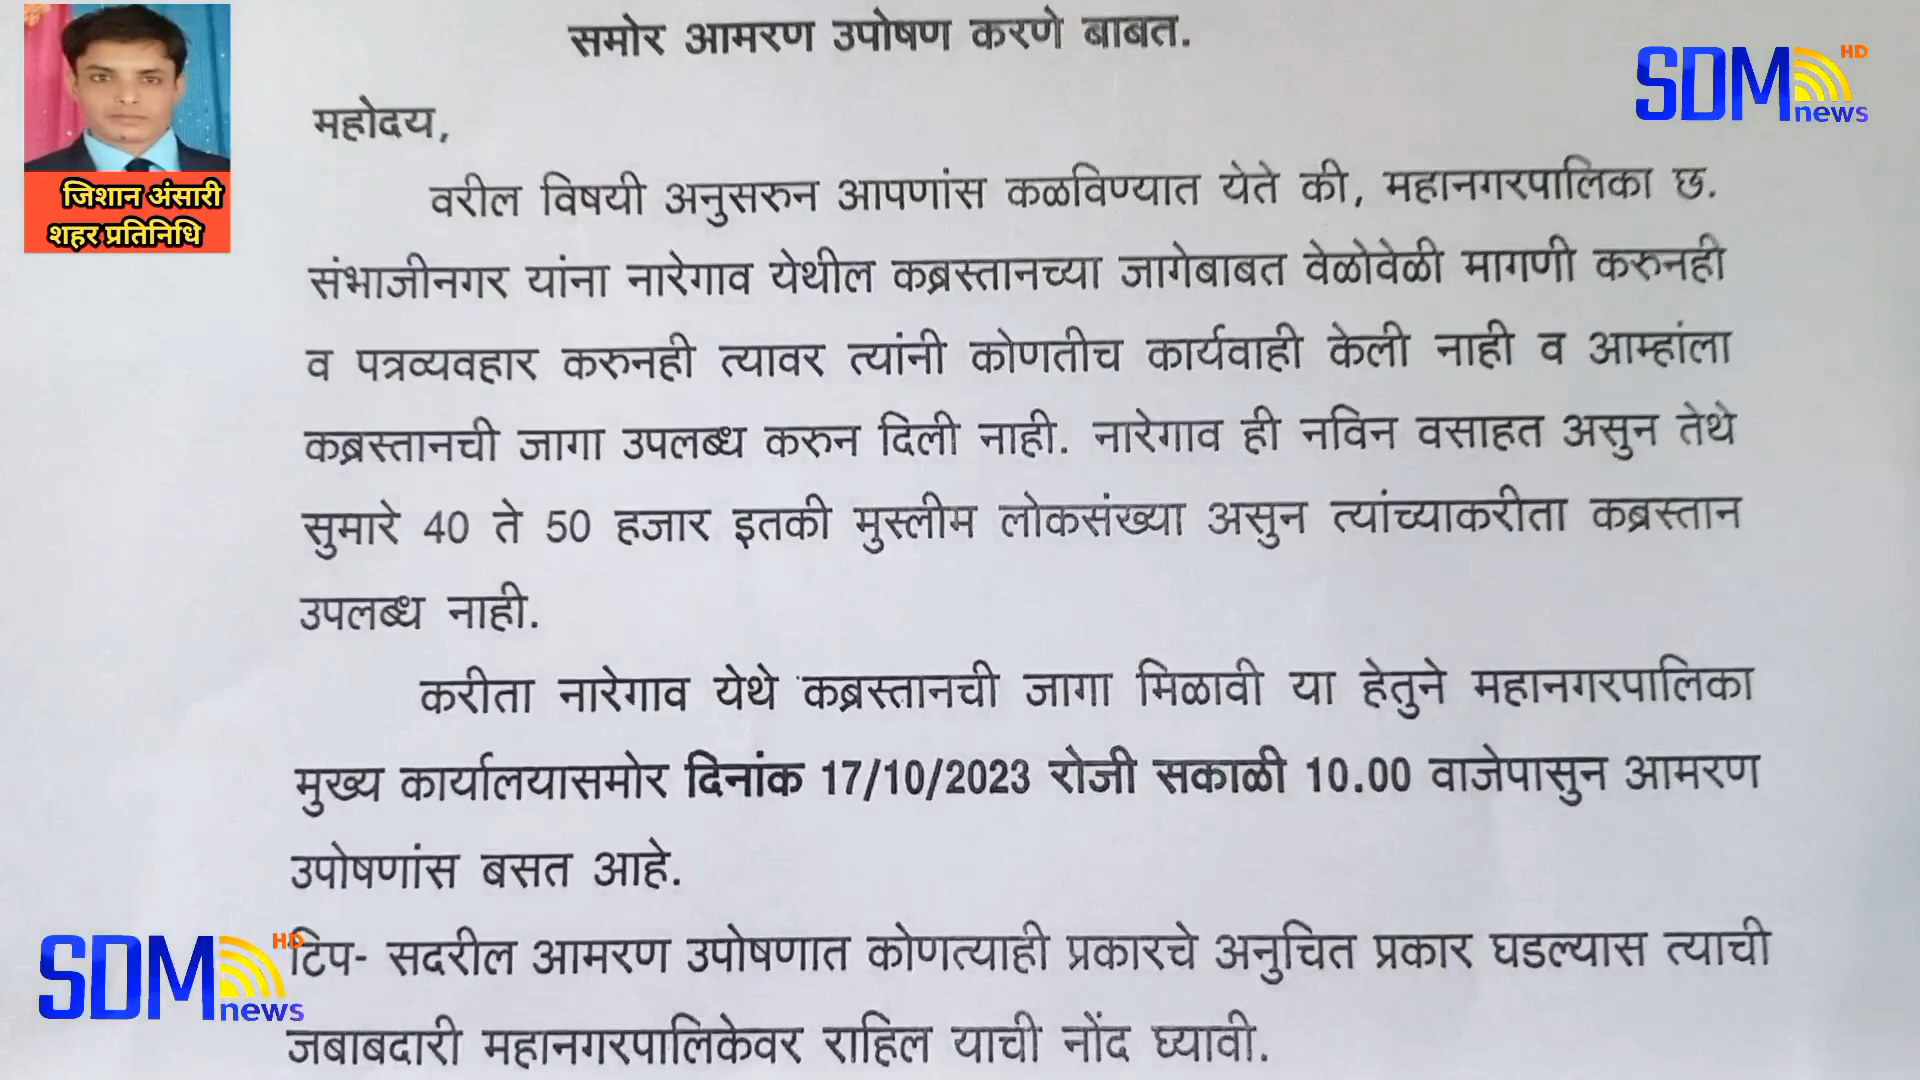 समोर आमरण उपोषण करणे बाबत.
महोदय,
वरील विषयी अनुसरुन आपणांस कळविण्यात येते की, महानगरपालिका छ.
संभाजीनगर यांना नारेगाव येथील कब्रस्तानच्या जागेबाबत वेळोवेळी मागणी करुनही
व पत्रव्यवहार करुनही त्यावर त्यांनी कोणतीच कार्यवाही केली नाही व आम्हांला
कब्रस्तानची जागा उपलब्ध करुन दिली नाही. नारेगाव ही नविन वसाहत असुन तेथे
सुमारे 40 ते 50 हजार इतकी मुस्लीम लोकसंख्या असुन त्यांच्याकरीता कब्रस्तान
उपलब्ध नाही.
करीता नारेगाव येथे कब्रस्तानची जागा मिळावी या हेतुने महानगरपालिका
मुख्य कार्यालयासमोर दिनांक 17/10/2023 रोजी सकाळी 10.00 वाजेपासुन आमरण
उपोषणांस बसत आहे.
टिप- सदरील आमरण उपोषणात कोणत्याही प्रकारचे अनुचित प्रकार घडल्यास त्याची
जबाबदारी महानगरपालिकेवर राहिल याची नोंद घ्यावी.
जिशान अंसारी
शहर प्रतिनिधि
SDM news HD
SDM news HD